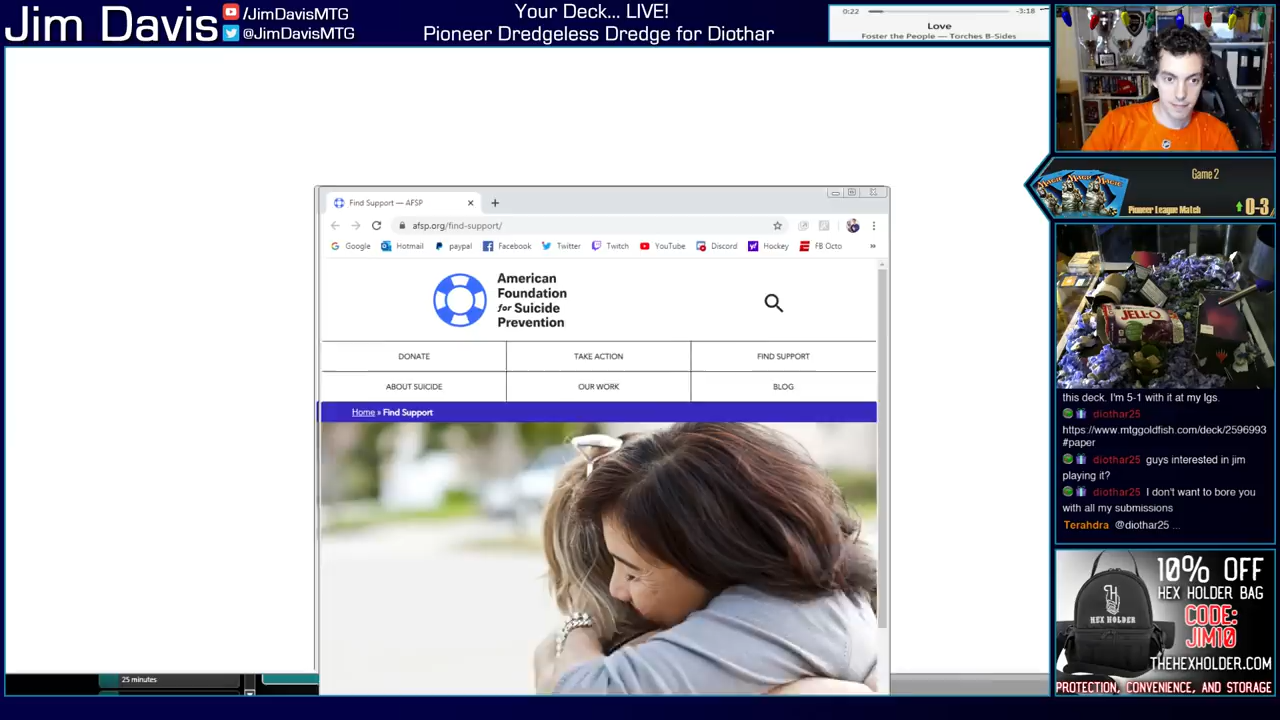 Jim Davis
/JimDavisMTG
@JimDavisMTG
Your Deck... LIVE!
Pioneer Dredgeless Dredge for Diothar
0:22
-3:18
Love
Foster the People — Torches B-Sides
Find Support — AFSP
afsp.org/find-support/
Google Hotmail paypal Facebook Twitter Twitch YouTube Discord Hockey FB Octo »
American
Foundation
for Suicide
Prevention
DONATE TAKE ACTION FIND SUPPORT
ABOUT SUICIDE OUR WORK BLOG
Home » Find Support
25 minutes
MAGIC MAGIC MAGIC
Game 2
Pioneer League Match
0-3
JELL-O
this deck. I'm 5-1 with it at my lgs.
diothar25
https://www.mtggoldfish.com/deck/2596993
#paper
diothar25 guys interested in jim
playing it?
diothar25 I don't want to bore you
with all my submissions
Terahdra @diothar25 ...
10% OFF
HEX HOLDER BAG
CODE:
JIM10
THEHEXHOLDER.COM
HEX HOLDER
PROTECTION, CONVENIENCE, AND STORAGE